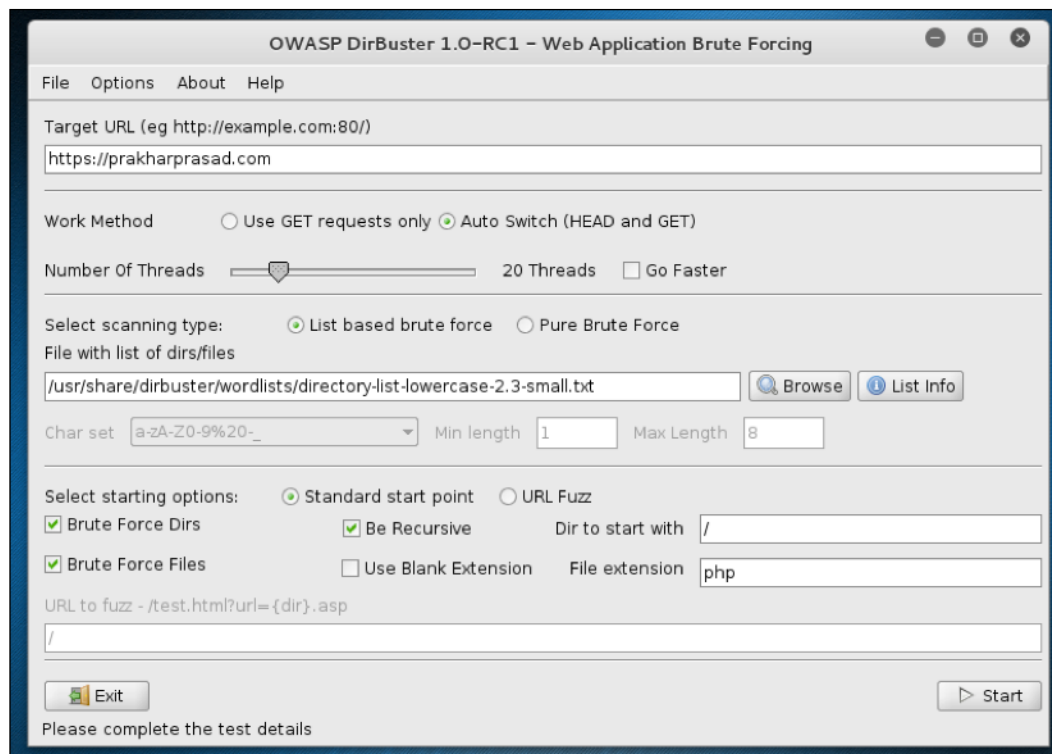 OWASP DirBuster 1.0-RC1 - Web Application Brute Forcing
File Options About Help
Target URL (eg http://example.com:80/)
https://prakharprasad.com
Work Method Use GET requests only Auto Switch (HEAD and GET)
Number Of Threads 20 Threads Go Faster
Select scanning type: List based brute force Pure Brute Force
File with list of dirs/files
/usr/share/dirbuster/wordlists/directory-list-lowercase-2.3-small.txt Browse List Info
Char set a-zA-Z0-9%20-_ Min length 1 Max Length 8
Select starting options: Standard start point URL Fuzz
Brute Force Dirs Be Recursive Dir to start with /
Brute Force Files Use Blank Extension File extension php
URL to fuzz - /test.html?url={dir}.asp
/
Exit Start
Please complete the test details